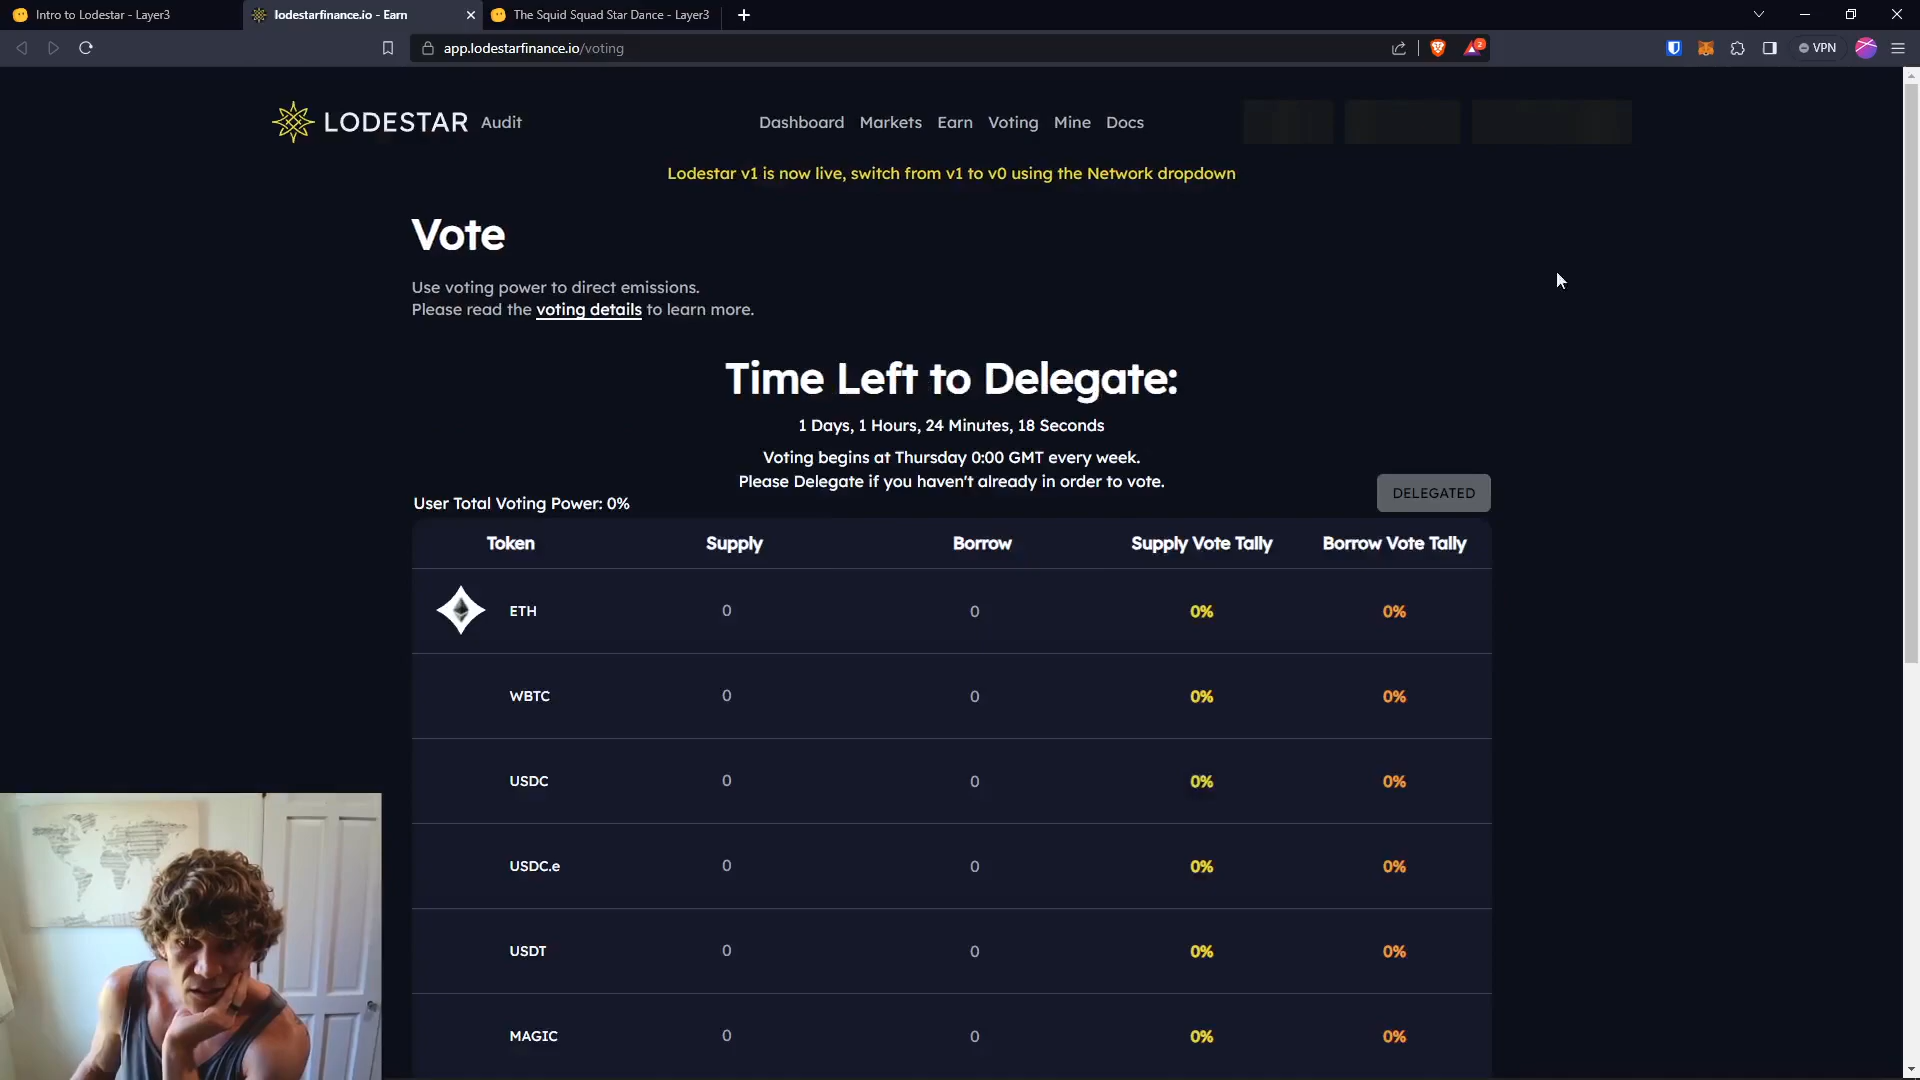 Intro to Lodestar - Layer3
lodestarfinance.io - Earn
The Squid Squad Star Dance - Layer3
app.lodestarfinance.io/voting
2
VPN
LODESTAR
Audit
Dashboard
Markets
Earn
Voting
Mine
Docs
Lodestar v1 is now live, switch from v1 to v0 using the Network dropdown
Vote
Use voting power to direct emissions.
Please read the voting details to learn more.
Time Left to Delegate:
1 Days, 1 Hours, 24 Minutes, 18 Seconds
Voting begins at Thursday 0:00 GMT every week.
Please Delegate if you haven't already in order to vote.
DELEGATED
User Total Voting Power: 0%
Token Supply Borrow Supply Vote Tally Borrow Vote Tally
ETH 0 0 0% 0%
WBTC 0 0 0% 0%
USDC 0 0 0% 0%
USDC.e 0 0 0% 0%
USDT 0 0 0% 0%
MAGIC 0 0 0% 0%